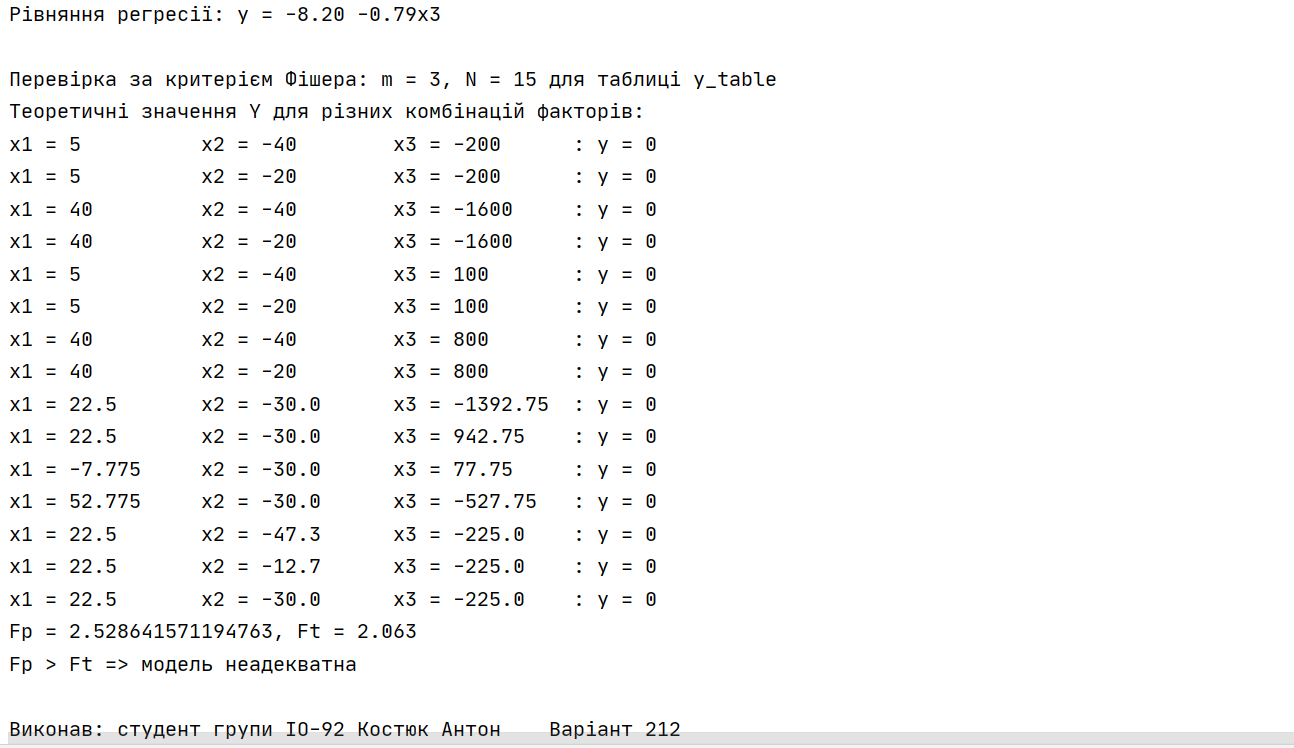 Рівняння регресії: y = -8.20 -0.79x3
Перевірка за критерієм Фішера: m = 3, N = 15 для таблиці y_table
Теоретичні значення Y для різних комбінацій факторів:
x1 = 5 x2 = -40 x3 = -200 : y = 0
x1 = 5 x2 = -20 x3 = -200 : y = 0
x1 = 40 x2 = -40 x3 = -1600 : y = 0
x1 = 40 x2 = -20 x3 = -1600 : y = 0
x1 = 5 x2 = -40 x3 = 100 : y = 0
x1 = 5 x2 = -20 x3 = 100 : y = 0
x1 = 40 x2 = -40 x3 = 800 : y = 0
x1 = 40 x2 = -20 x3 = 800 : y = 0
x1 = 22.5 x2 = -30.0 x3 = -1392.75 : y = 0
x1 = 22.5 x2 = -30.0 x3 = 942.75 : y = 0
x1 = -7.775 x2 = -30.0 x3 = 77.75 : y = 0
x1 = 52.775 x2 = -30.0 x3 = -527.75 : y = 0
x1 = 22.5 x2 = -47.3 x3 = -225.0 : y = 0
x1 = 22.5 x2 = -12.7 x3 = -225.0 : y = 0
x1 = 22.5 x2 = -30.0 x3 = -225.0 : y = 0
Fp = 2.528641571194763, Ft = 2.063
Fp > Ft => модель неадекватна
Виконав: студент групи ІО-92 Костюк Антон Варіант 212